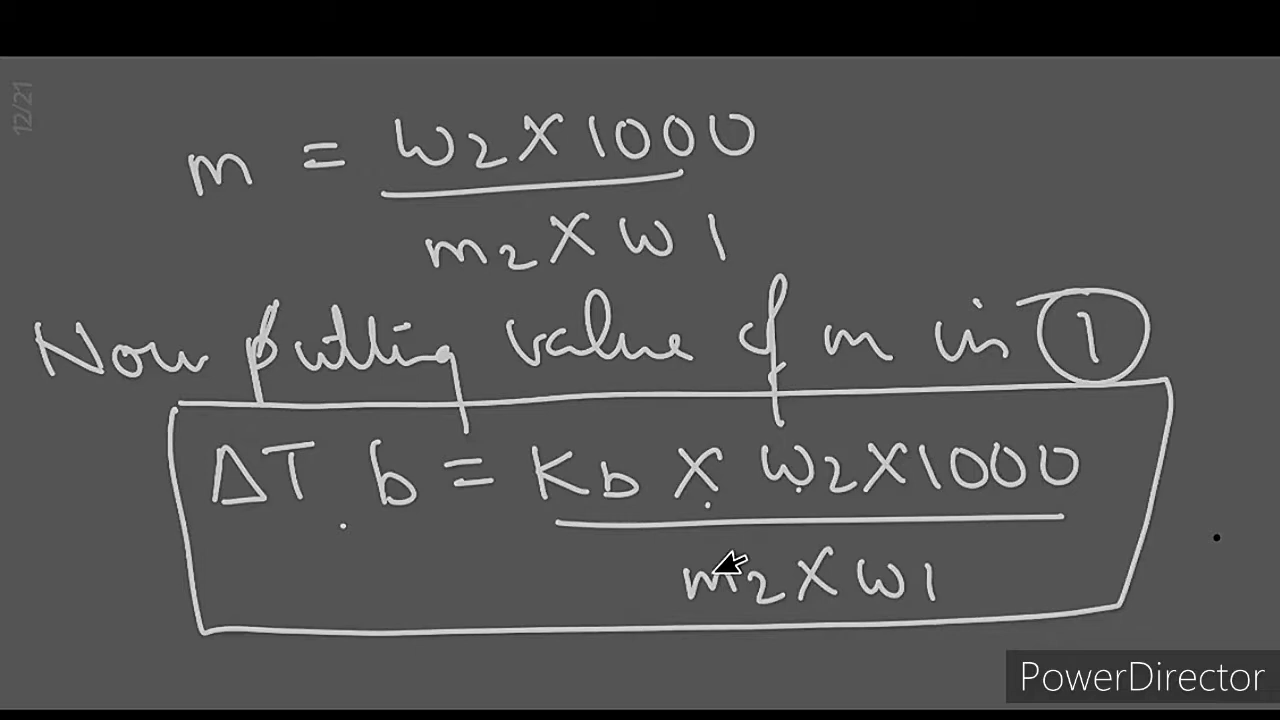 12/21
m = W2 X 1000
m2 X W1
Now putting value of m in 1
ΔT b = Kb X W2 X 1000
m2 X W1
PowerDirector